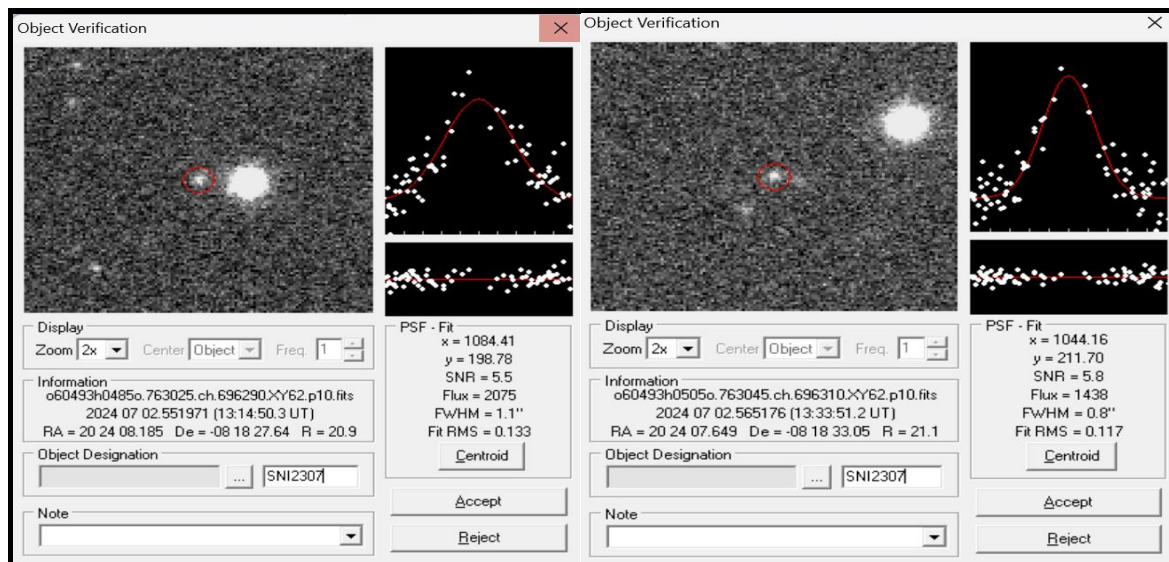 Object Verification
Display
Zoom 2x Center Object Freq. 1
Information
o60493h0485o.763025.ch.696290.XY62.p10.fits
2024 07 02.551971 (13:14:50.3 UT)
RA = 20 24 08.185 De = -08 18 27.64 R = 20.9
Object Designation
... SNI2307
Note
PSF - Fit
x = 1084.41
y = 198.78
SNR = 5.5
Flux = 2075
FWHM = 1.1"
Fit RMS = 0.133
Centroid
Accept
Reject
Object Verification
Display
Zoom 2x Center Object Freq. 1
Information
o60493h0505o.763045.ch.696310.XY62.p10.fits
2024 07 02.565176 (13:33:51.2 UT)
RA = 20 24 07.649 De = -08 18 33.05 R = 21.1
Object Designation
... SNI2307
Note
PSF - Fit
x = 1044.16
y = 211.70
SNR = 5.8
Flux = 1438
FWHM = 0.8"
Fit RMS = 0.117
Centroid
Accept
Reject